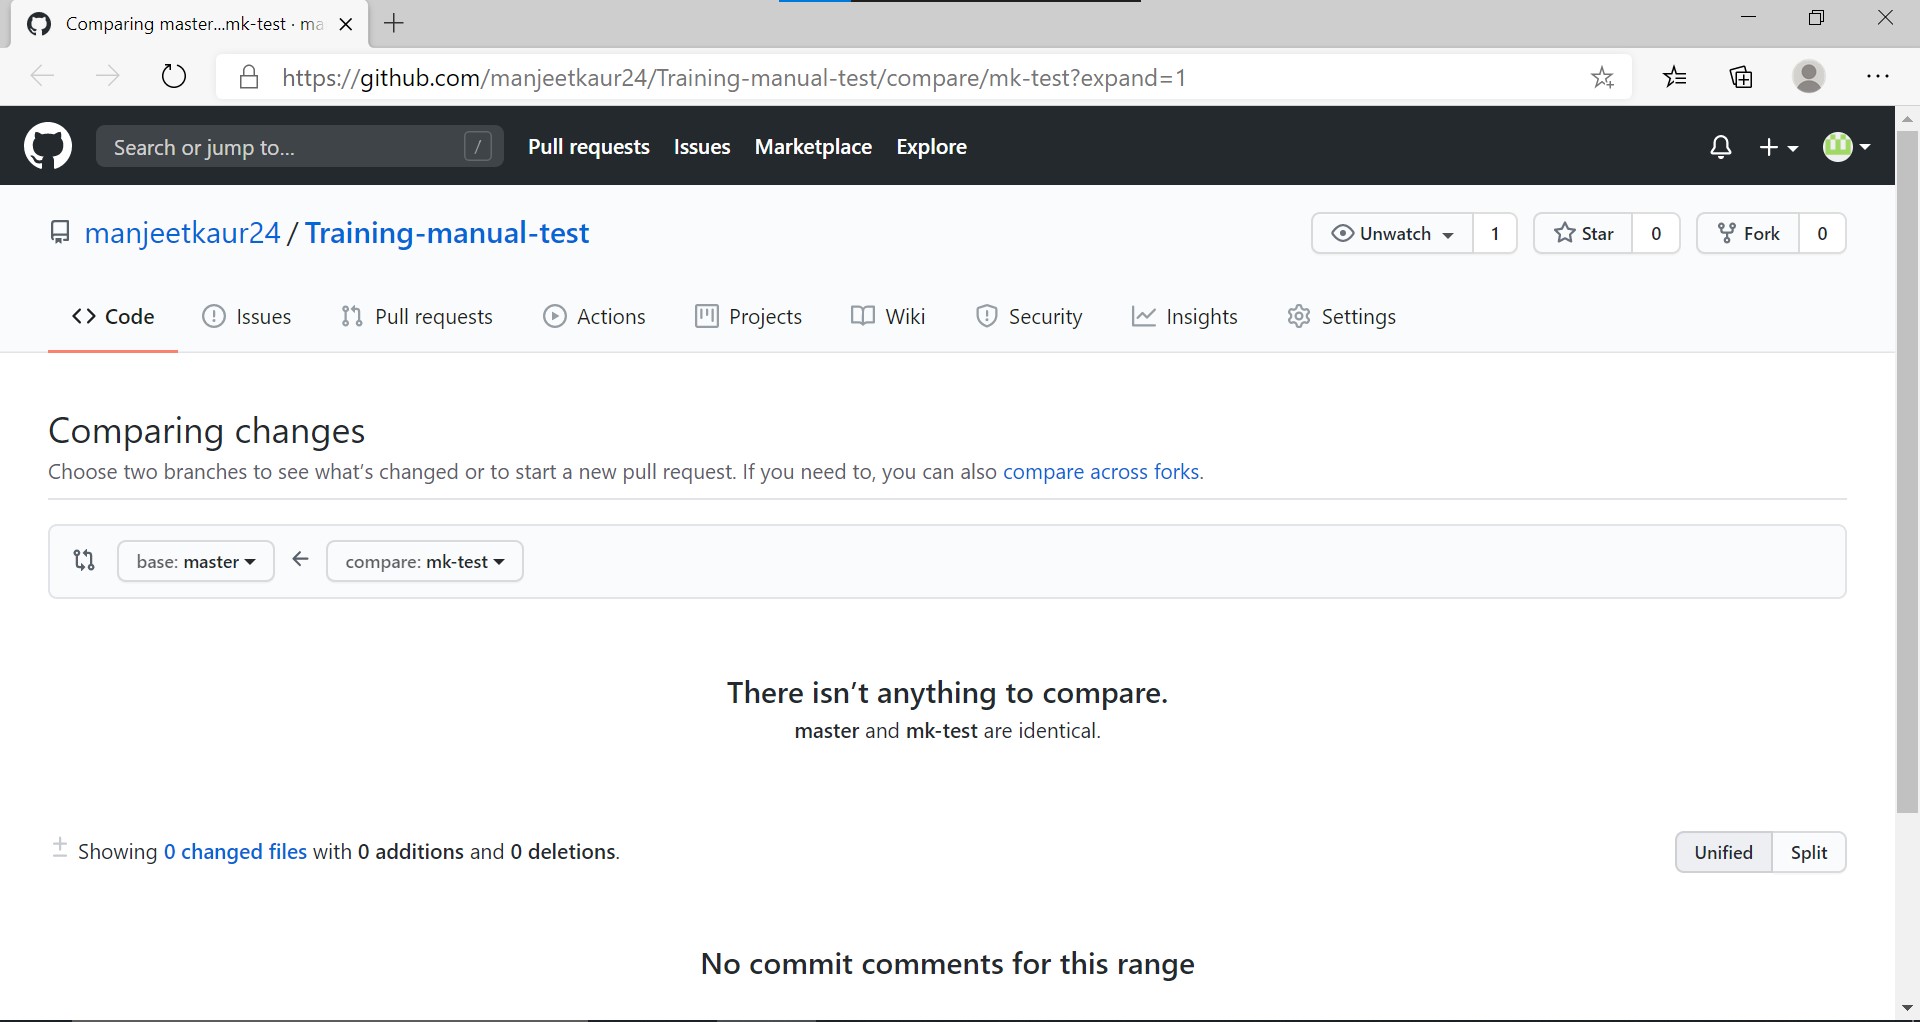 Comparing master...mk-test · ma
https://github.com/manjeetkaur24/Training-manual-test/compare/mk-test?expand=1
Search or jump to... /
Pull requests Issues Marketplace Explore
manjeetkaur24 / Training-manual-test
Unwatch 1 Star 0 Fork 0
Code Issues Pull requests Actions Projects Wiki Security Insights Settings
Comparing changes
Choose two branches to see what's changed or to start a new pull request. If you need to, you can also compare across forks.
base: master compare: mk-test
There isn’t anything to compare.
master and mk-test are identical.
Showing 0 changed files with 0 additions and 0 deletions.
Unified Split
No commit comments for this range